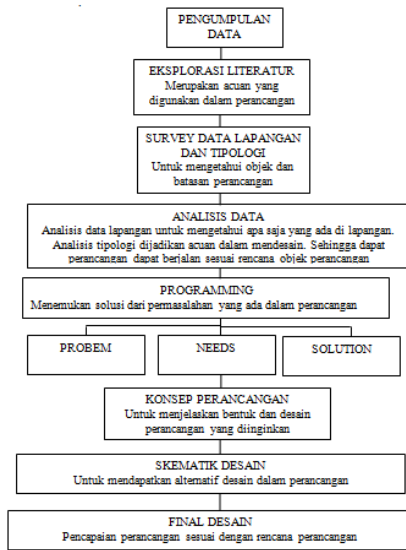 PENGUMPULAN
DATA
EKSPLORASI LITERATUR
Merupakan acuan yang
digunakan dalam perancangan
SURVEY DATA LAPANGAN
DAN TIPOLOGI
Untuk mengetahui objek dan
batasan perancangan
ANALISIS DATA
Analisis data lapangan untuk mengetahui apa saja yang ada di lapangan.
Analisis tipologi dijadikan acuan dalam mendesain. Sehingga dapat
perancangan dapat berjalan sesuai rencana objek perancangan
PROGRAMMING
Menemukan solusi dari permasalahan yang ada dalam perancangan
PROBEM
NEEDS
SOLUTION
KONSEP PERANCANGAN
Untuk menjelaskan bentuk dan desain
perancangan yang diinginkan
SKEMATIK DESAIN
Untuk mendapatkan alternatif desain dalam perancangan
FINAL DESAIN
Pencapaian perancangan sesuai dengan rencana perancangan